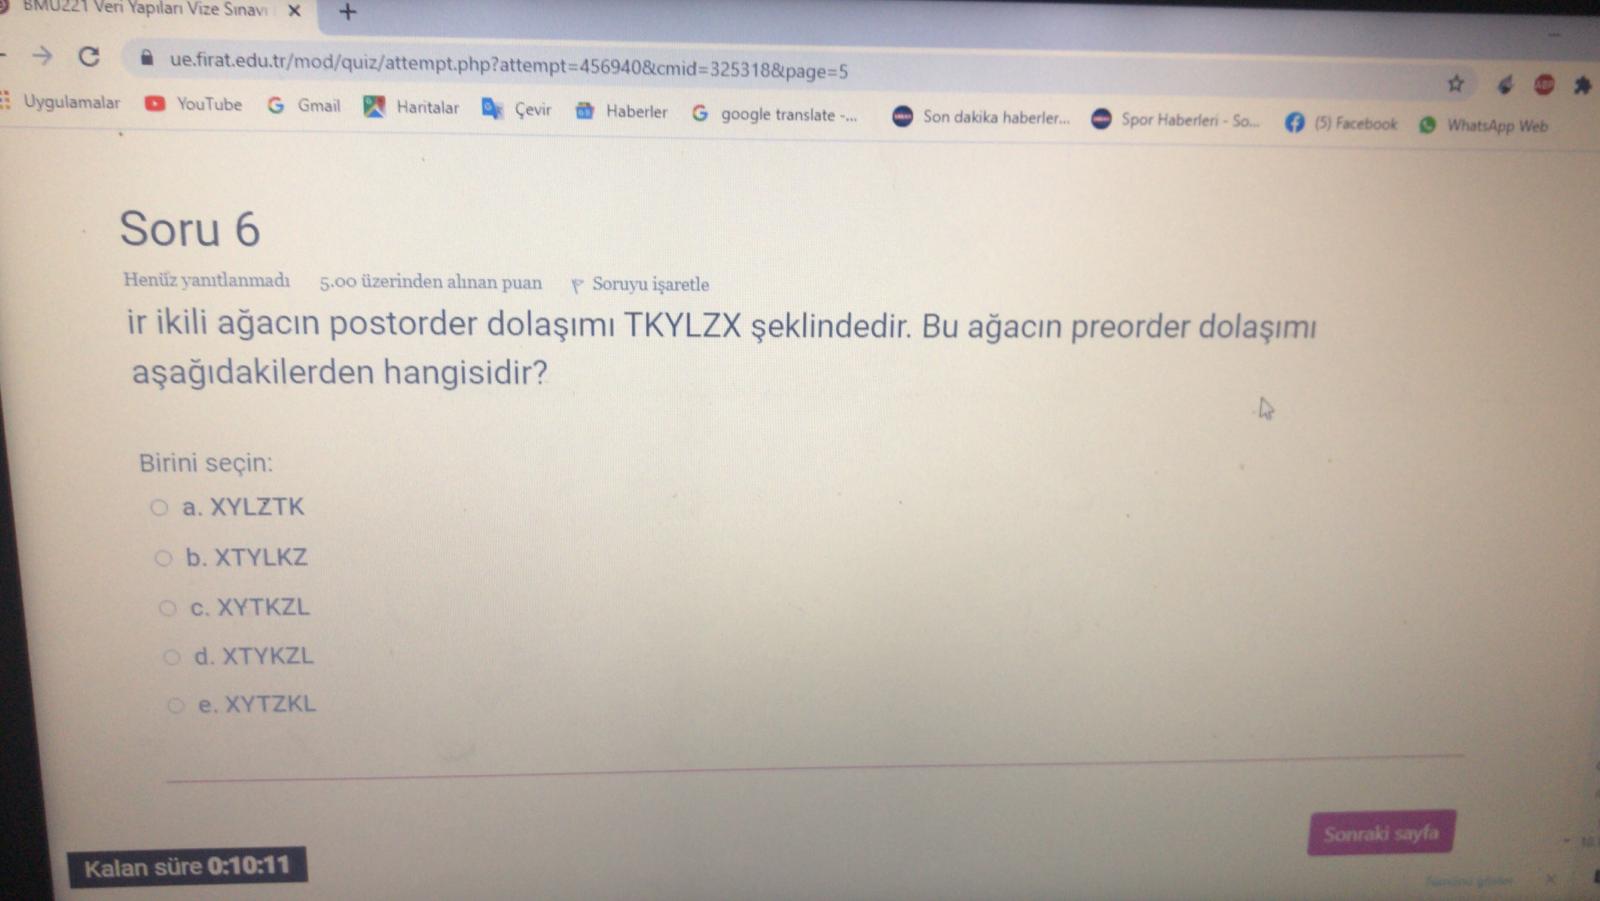 BMU221 Veri Yapıları Vize Sınavı
ue.firat.edu.tr/mod/quiz/attempt.php?attempt=456940&cmid=325318&page=5
Uygulamalar YouTube Gmail Haritalar Çevir Haberler google translate -... Son dakika haberler... Spor Haberleri - So... (5) Facebook WhatsApp Web
Soru 6
Henüz yanıtlanmadı 5.00 üzerinden alınan puan Soruyu işaretle
ir ikili ağacın postorder dolaşımı TKYLZX şeklindedir. Bu ağacın preorder dolaşımı
aşağıdakilerden hangisidir?
Birini seçin:
a. XYLZTK
b. XTYLKZ
c. XYTKZL
d. XTYKZL
e. XYTZKL
Sonraki sayfa
Kalan süre 0:10:11